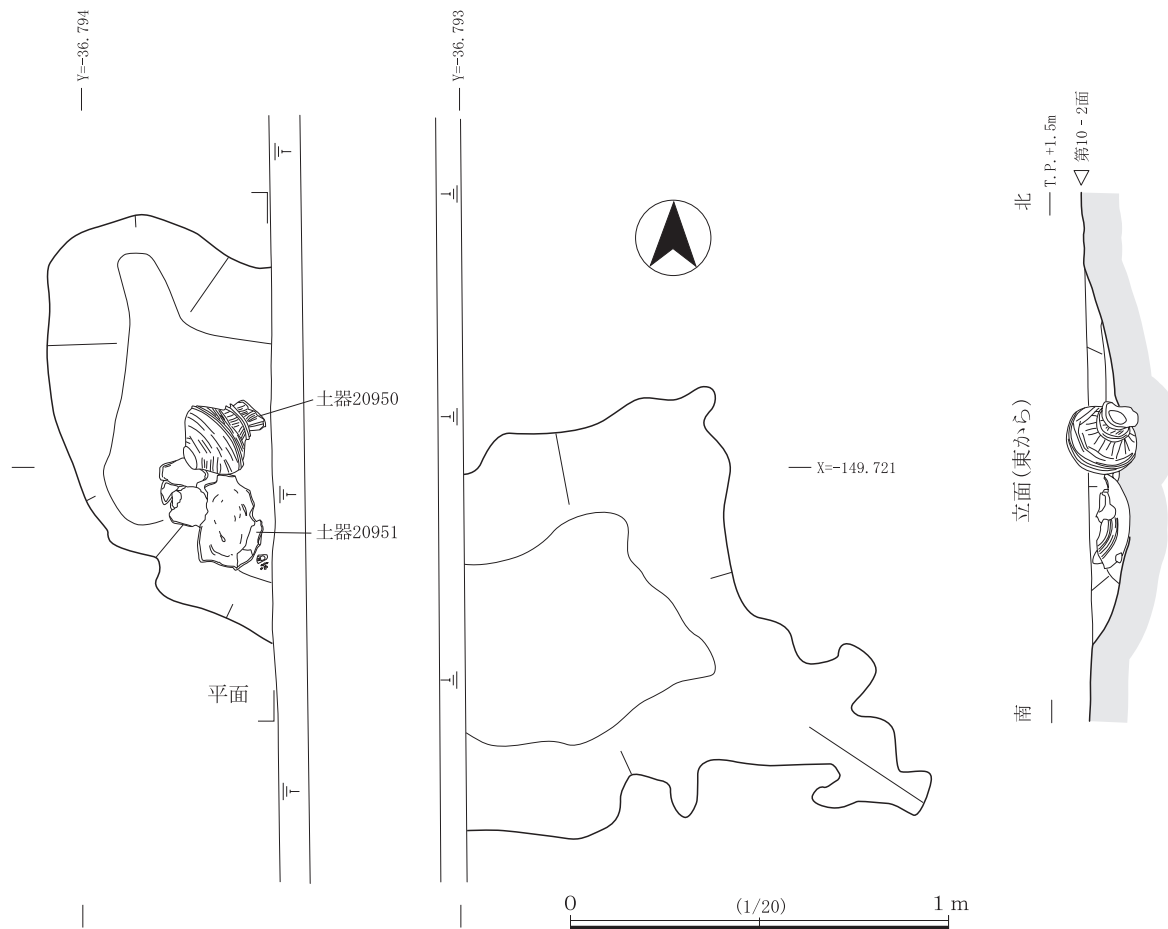 Y=-36.794
Y=-36.793
T.P.+1.5m
第10-2面
北
土器20950
立面(東から)
X=-149.721
土器20951
平面
南
0
(1/20)
1 m